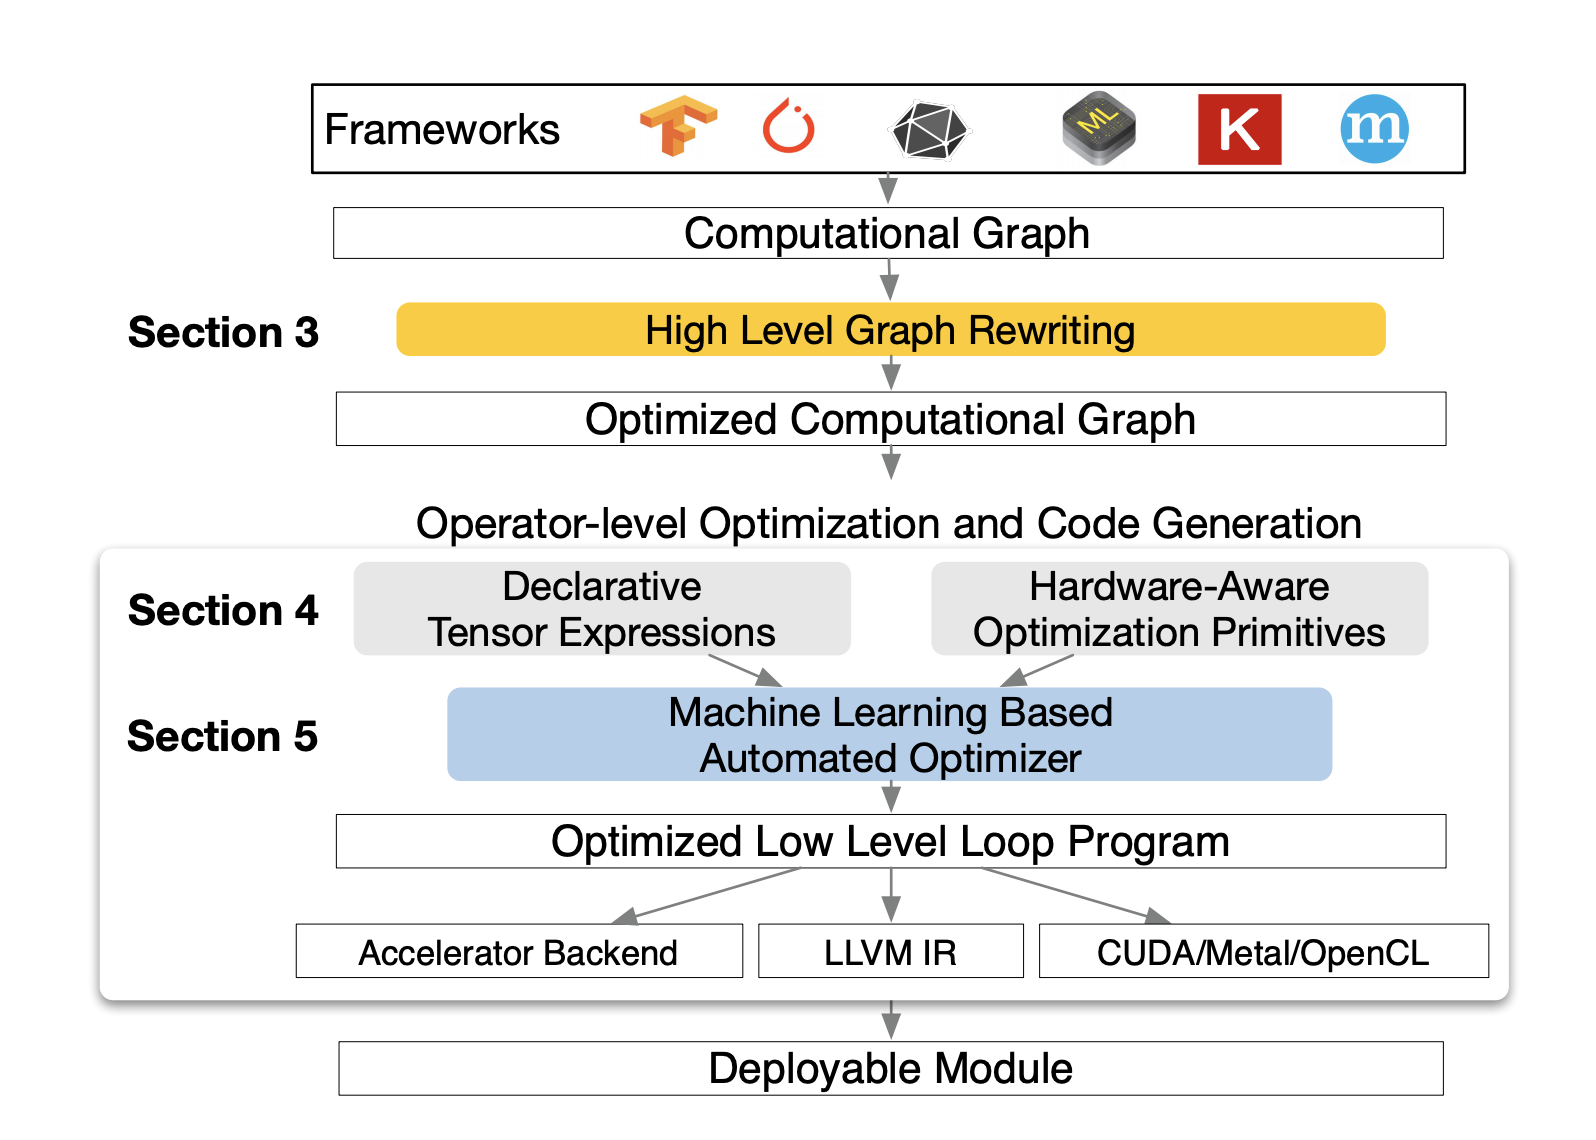 Frameworks
ML
K
m
Computational Graph
Section 3
High Level Graph Rewriting
Optimized Computational Graph
Operator-level Optimization and Code Generation
Section 4
Declarative
Tensor Expressions
Hardware-Aware
Optimization Primitives
Section 5
Machine Learning Based
Automated Optimizer
Optimized Low Level Loop Program
Accelerator Backend
LLVM IR
CUDA/Metal/OpenCL
Deployable Module